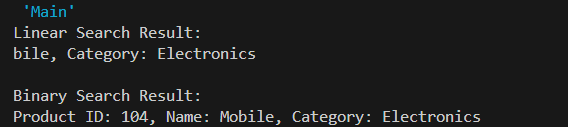 'Main'
Linear Search Result:
bile, Category: Electronics
Binary Search Result:
Product ID: 104, Name: Mobile, Category: Electronics